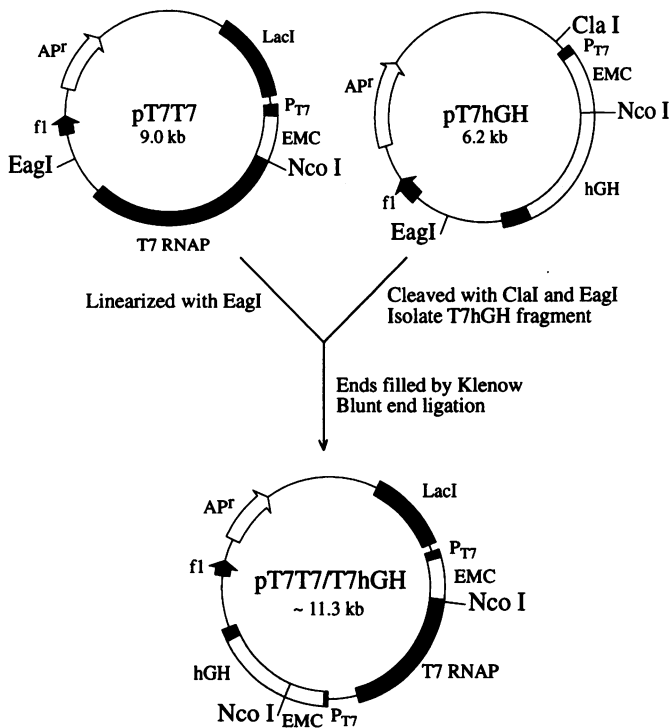 LacI
APr
pT7T7
9.0 kb
PT7
EMC
f1
EagI
Nco I
T7 RNAP
Cla I
PT7
EMC
APr
pT7hGH
6.2 kb
Nco I
f1
hGH
EagI
Linearized with EagI
Cleaved with ClaI and EagI
Isolate T7hGH fragment
Ends filled by Klenow
Blunt end ligation
LacI
APr
PT7
f1
pT7T7/T7hGH
~ 11.3 kb
EMC
Nco I
hGH
T7 RNAP
Nco I
EMC
PT7